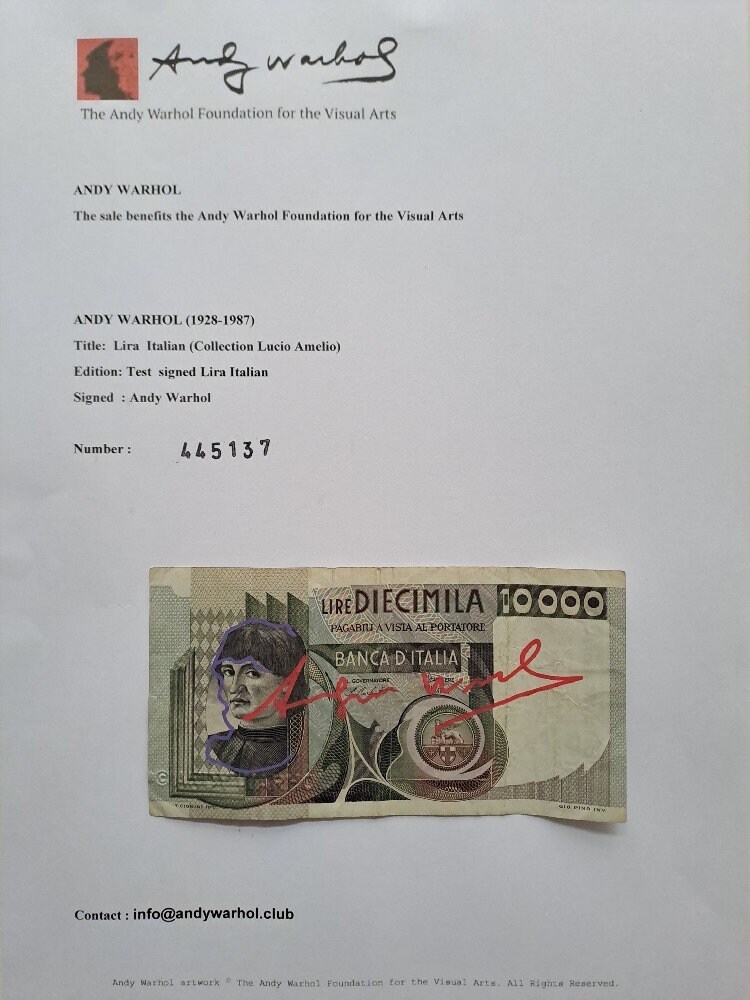 Andy Warhol
The Andy Warhol Foundation for the Visual Arts
ANDY WARHOL
The sale benefits the Andy Warhol Foundation for the Visual Arts
ANDY WARHOL (1928-1987)
Title: Lira Italian (Collection Lucio Amelio)
Edition: Test signed Lira Italian
Signed : Andy Warhol
Number : 445137
LIRE DIECIMILA 10000
PAGABILI A VISTA AL PORTATORE
BANCA D'ITALIA
GOVERNATORE
Contact : info@andywarhol.club
Andy Warhol artwork © The Andy Warhol Foundation for the Visual Arts. All Rights Reserved.